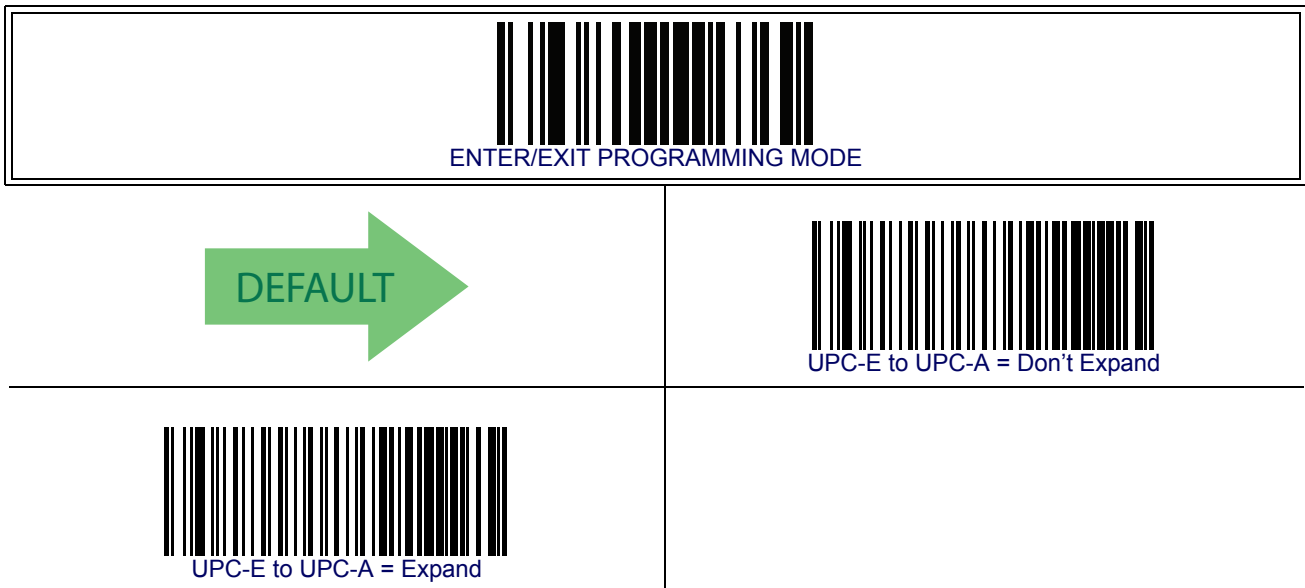 ENTER/EXIT PROGRAMMING MODE
DEFAULT
UPC-E to UPC-A = Don’t Expand
UPC-E to UPC-A = Expand